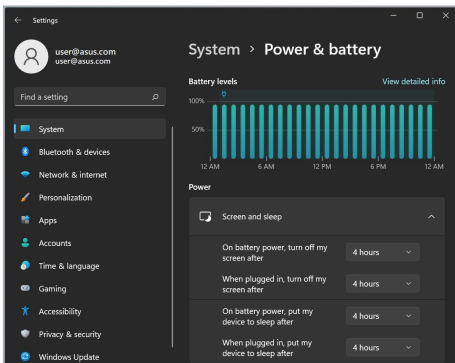 Settings
user@asus.com
user@asus.com
Find a setting
System
Bluetooth & devices
Network & internet
Personalization
Apps
Accounts
Time & language
Gaming
Accessibility
Privacy & security
Windows Update
System > Power & battery
Battery levels
View detailed info
100%
50%
12 AM 6 AM 12 PM 6 PM 12 AM
Power
Screen and sleep
On battery power, turn off my
screen after
4 hours
When plugged in, turn off my
screen after
4 hours
On battery power, put my
device to sleep after
4 hours
When plugged in, put my
device to sleep after
4 hours